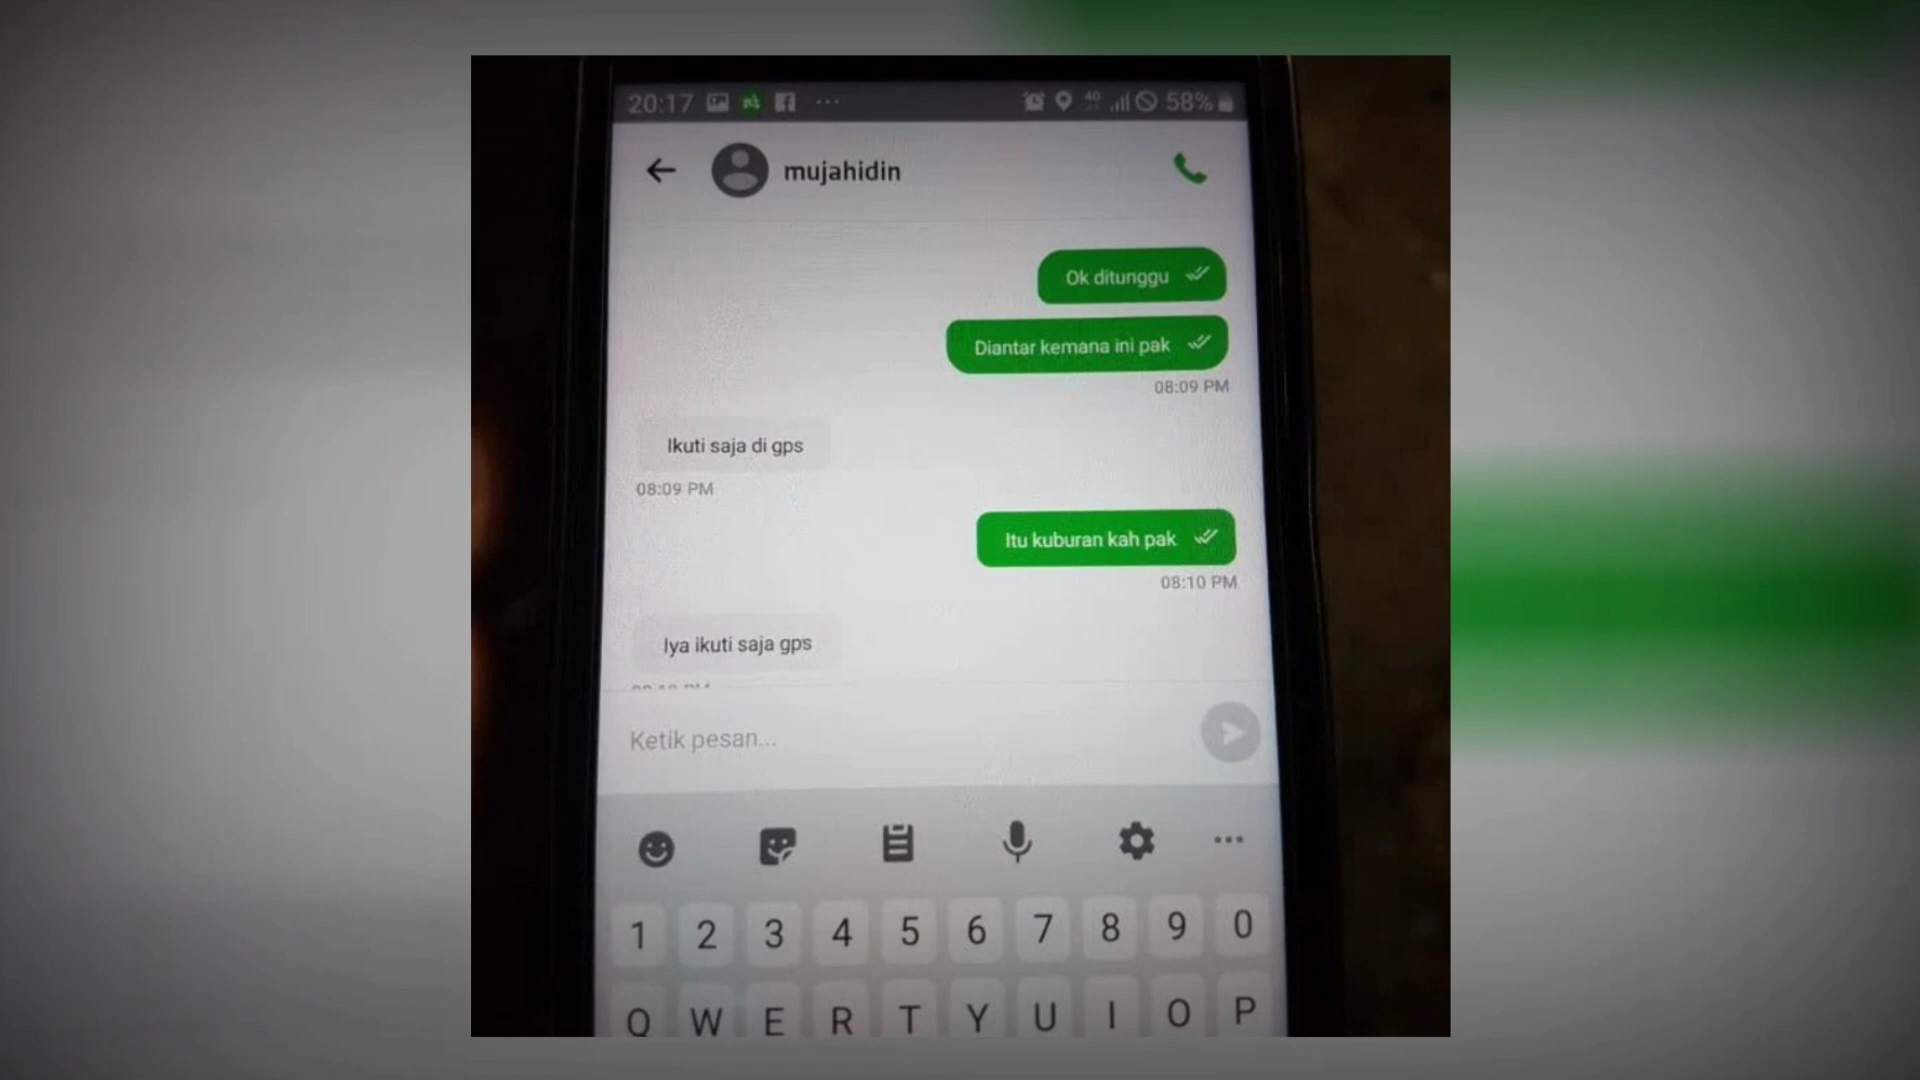 20:17 ... 4G 58%
mujahidin
Ok ditunggu
Diantar kemana ini pak
08:09 PM
Ikuti saja di gps
08:09 PM
Itu kuburan kah pak
08:10 PM
Iya ikuti saja gps
Ketik pesan...
1 2 3 4 5 6 7 8 9 0
Q W E R T Y U I O P